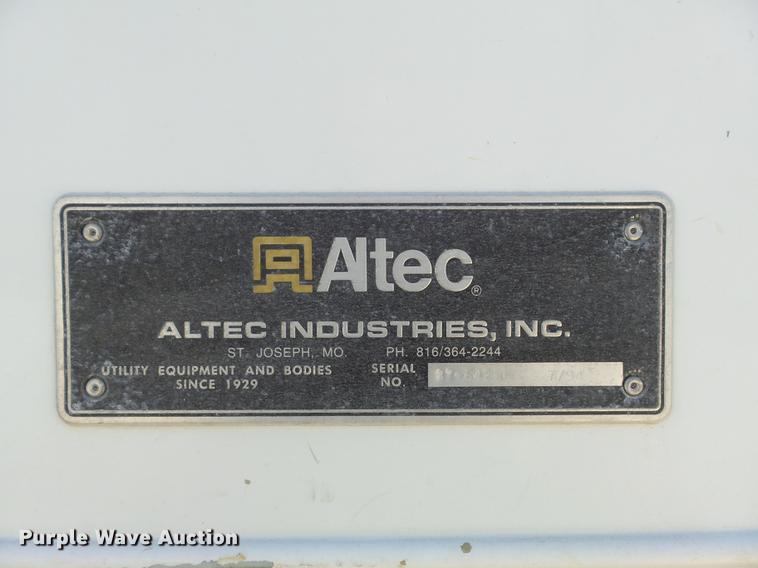 Altec®
ALTEC INDUSTRIES, INC.
ST. JOSEPH, MO. PH. 816/364-2244
UTILITY EQUIPMENT AND BODIES
SINCE 1929
SERIAL
NO.
Purple Wave Auction